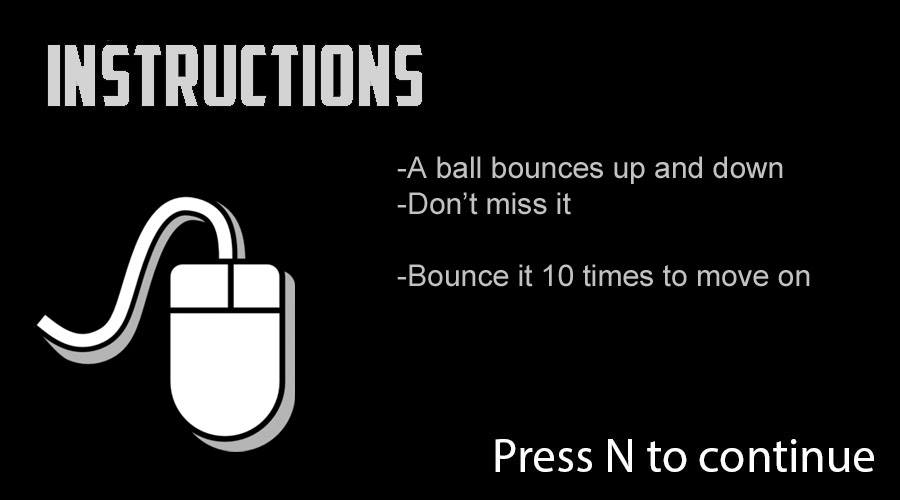 INSTRUCTIONS
-A ball bounces up and down
-Don’t miss it
-Bounce it 10 times to move on
Press N to continue